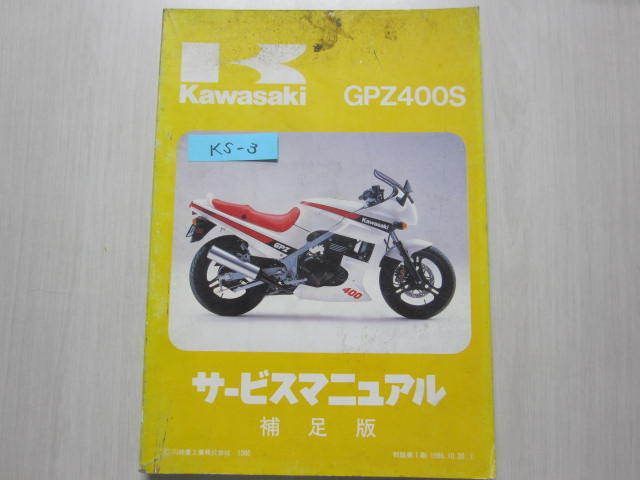 Kawasaki
GPZ400S
KS-3
Kawasaki
GPZ
400
サービスマニュアル
補足版